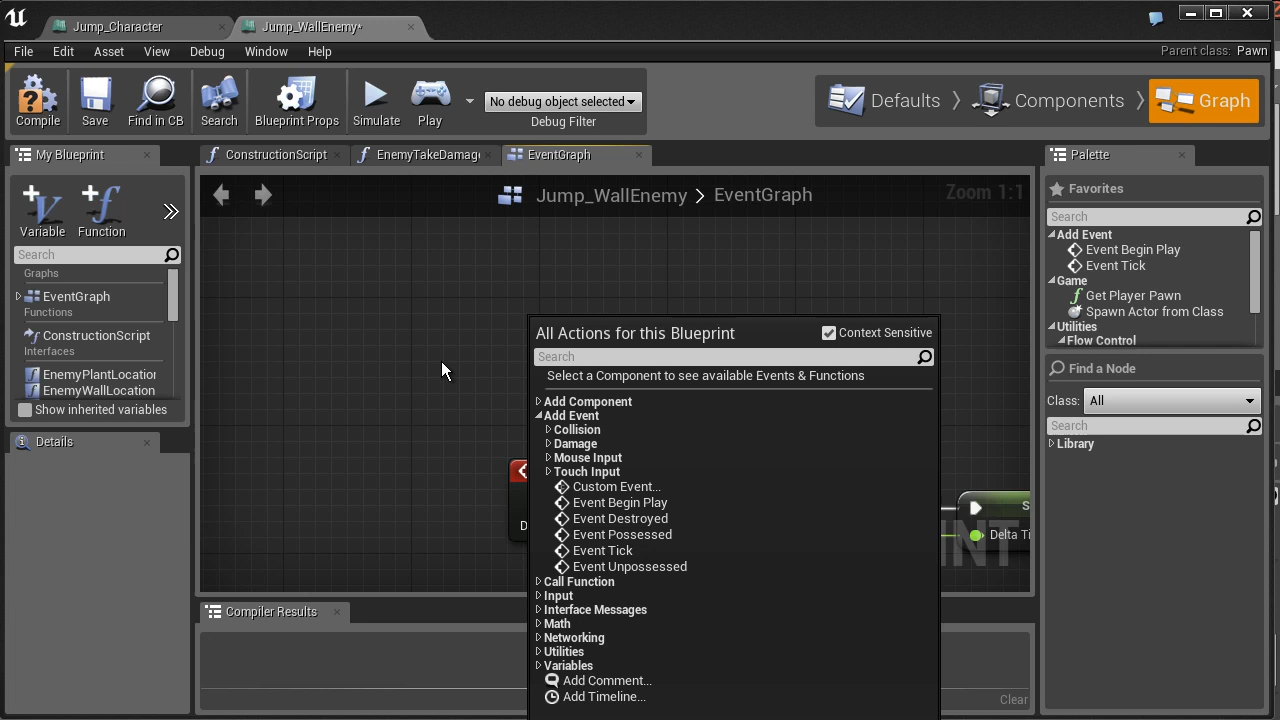 Jump_Character
Jump_WallEnemy*
File Edit Asset View Debug Window Help
Parent class: Pawn
Compile
Save
Find in CB
Search
Blueprint Props
Simulate
Play
No debug object selected
Debug Filter
Defaults
Components
Graph
My Blueprint
ConstructionScript
EnemyTakeDamag
EventGraph
Palette
Variable
Function
Search
Graphs
EventGraph
Functions
ConstructionScript
Interfaces
EnemyPlantLocation
EnemyWallLocation
Show inherited variables
Details
Jump_WallEnemy > EventGraph
Zoom 1:1
D
S
Delta Ti
INT
All Actions for this Blueprint
Context Sensitive
Search
Select a Component to see available Events & Functions
Add Component
Add Event
Collision
Damage
Mouse Input
Touch Input
Custom Event...
Event Begin Play
Event Destroyed
Event Possessed
Event Tick
Event Unpossessed
Call Function
Input
Interface Messages
Math
Networking
Utilities
Variables
Add Comment...
Add Timeline...
Compiler Results
Clear
Favorites
Search
Add Event
Event Begin Play
Event Tick
Game
Get Player Pawn
Spawn Actor from Class
Utilities
Flow Control
Find a Node
Class: All
Search
Library